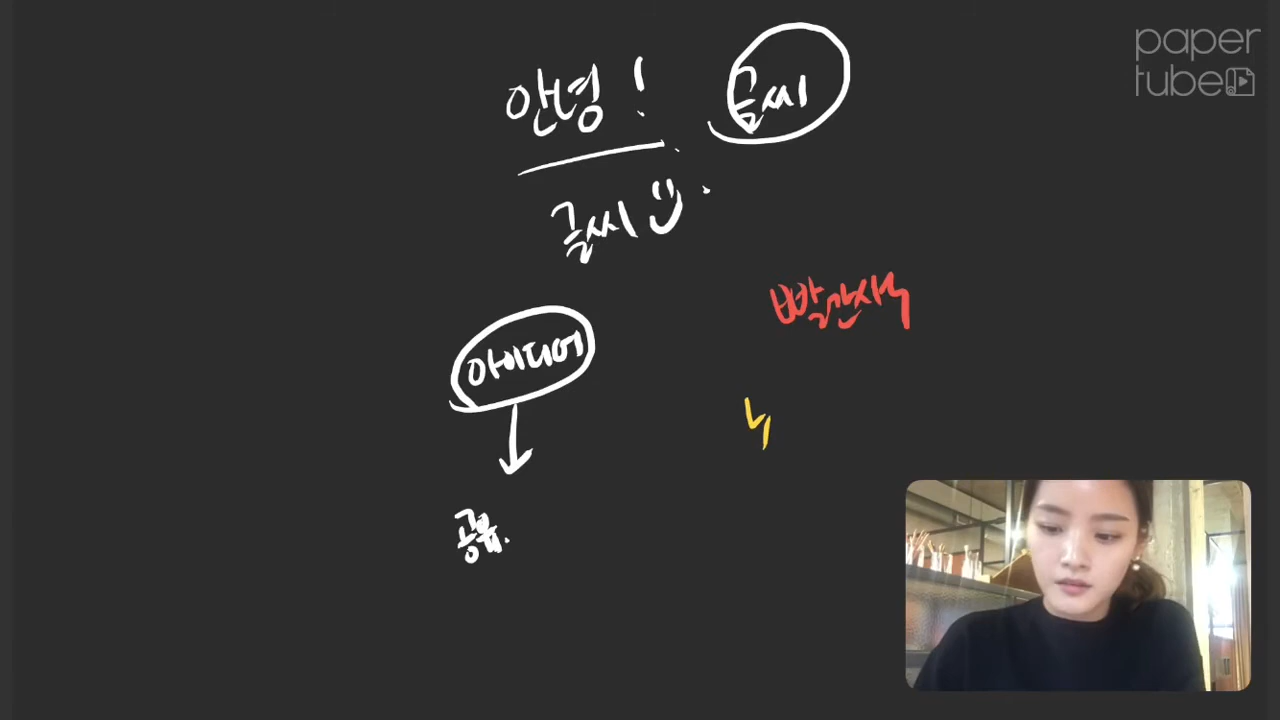 안녕! 글씨
글씨
빨간색
아이디어
공유.
paper
tube